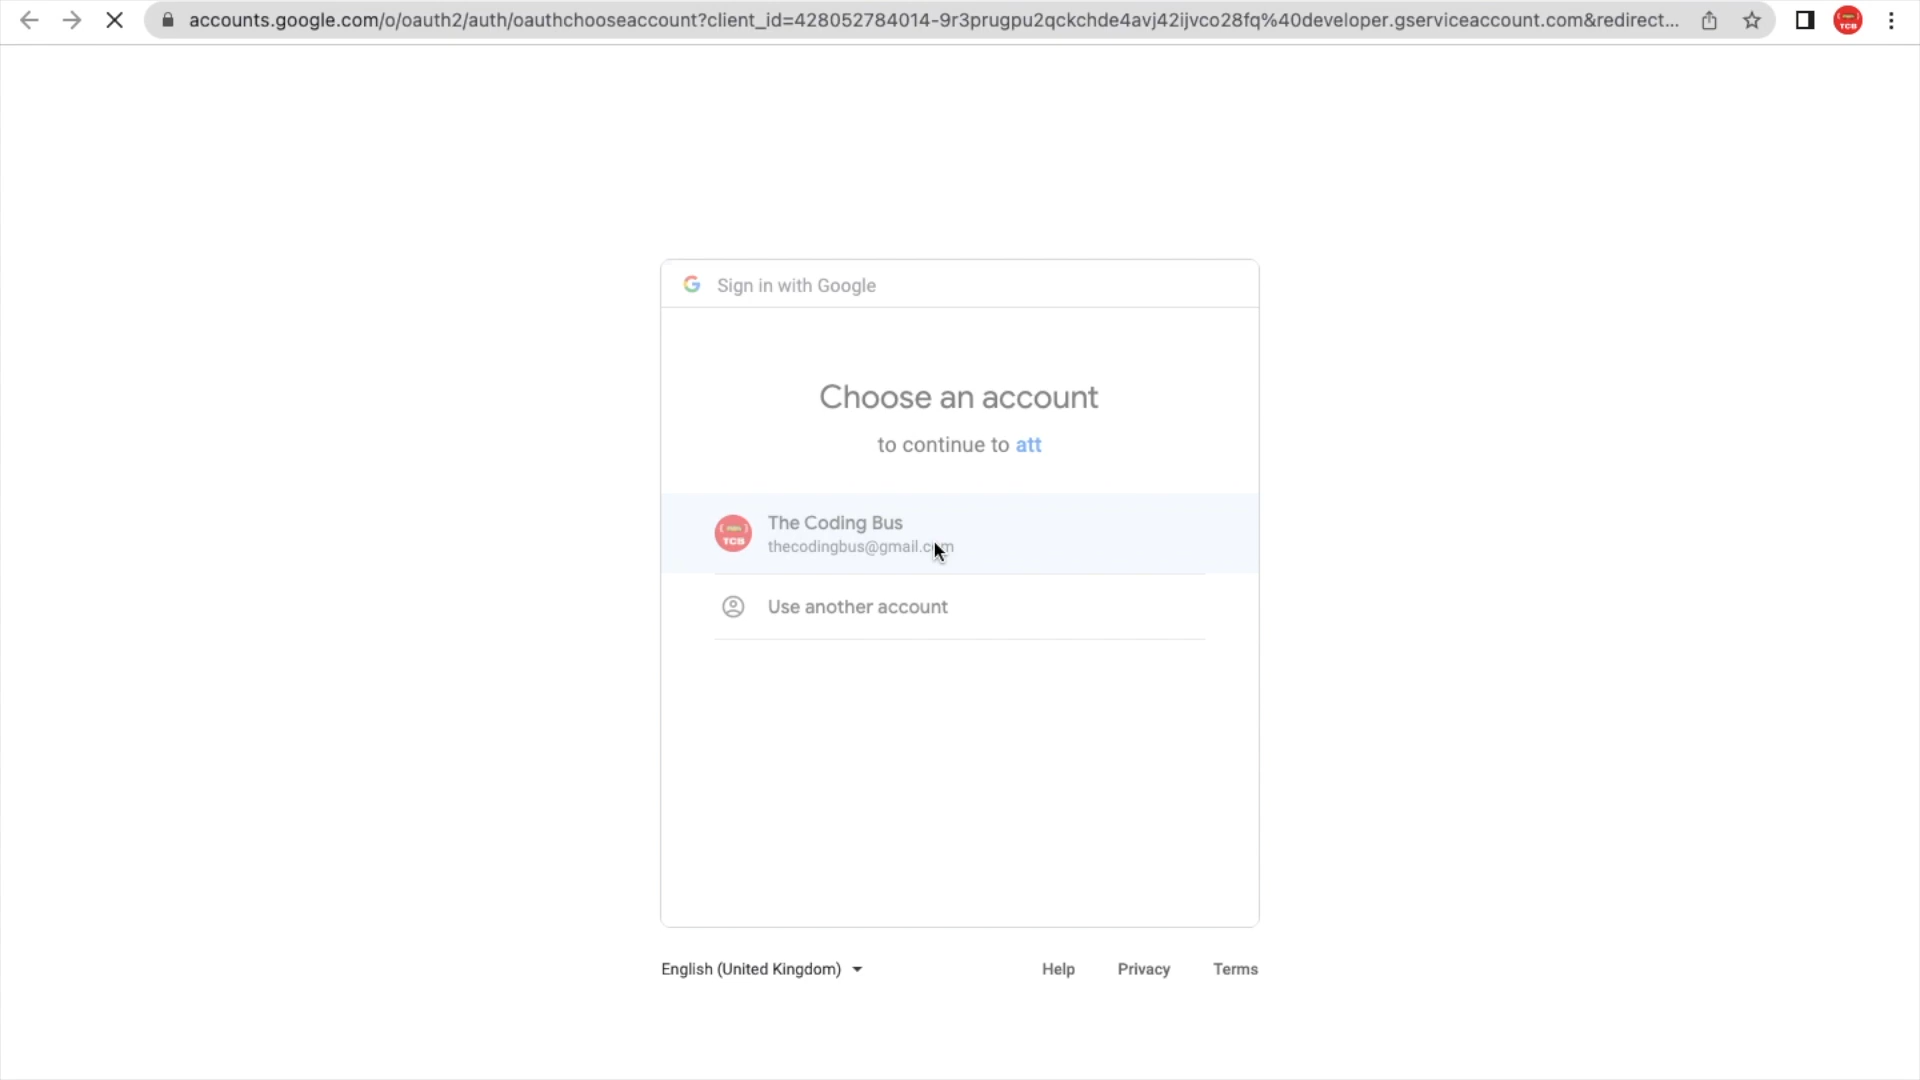 accounts.google.com/o/oauth2/auth/oauthchooseaccount?client_id=428052784014-9r3prugpu2qckchde4avj42ijvco28fq%40developer.gserviceaccount.com&redirect...
TCB
Sign in with Google
Choose an account
to continue to att
TCB
The Coding Bus
thecodingbus@gmail.com
Use another account
English (United Kingdom)
Help Privacy Terms